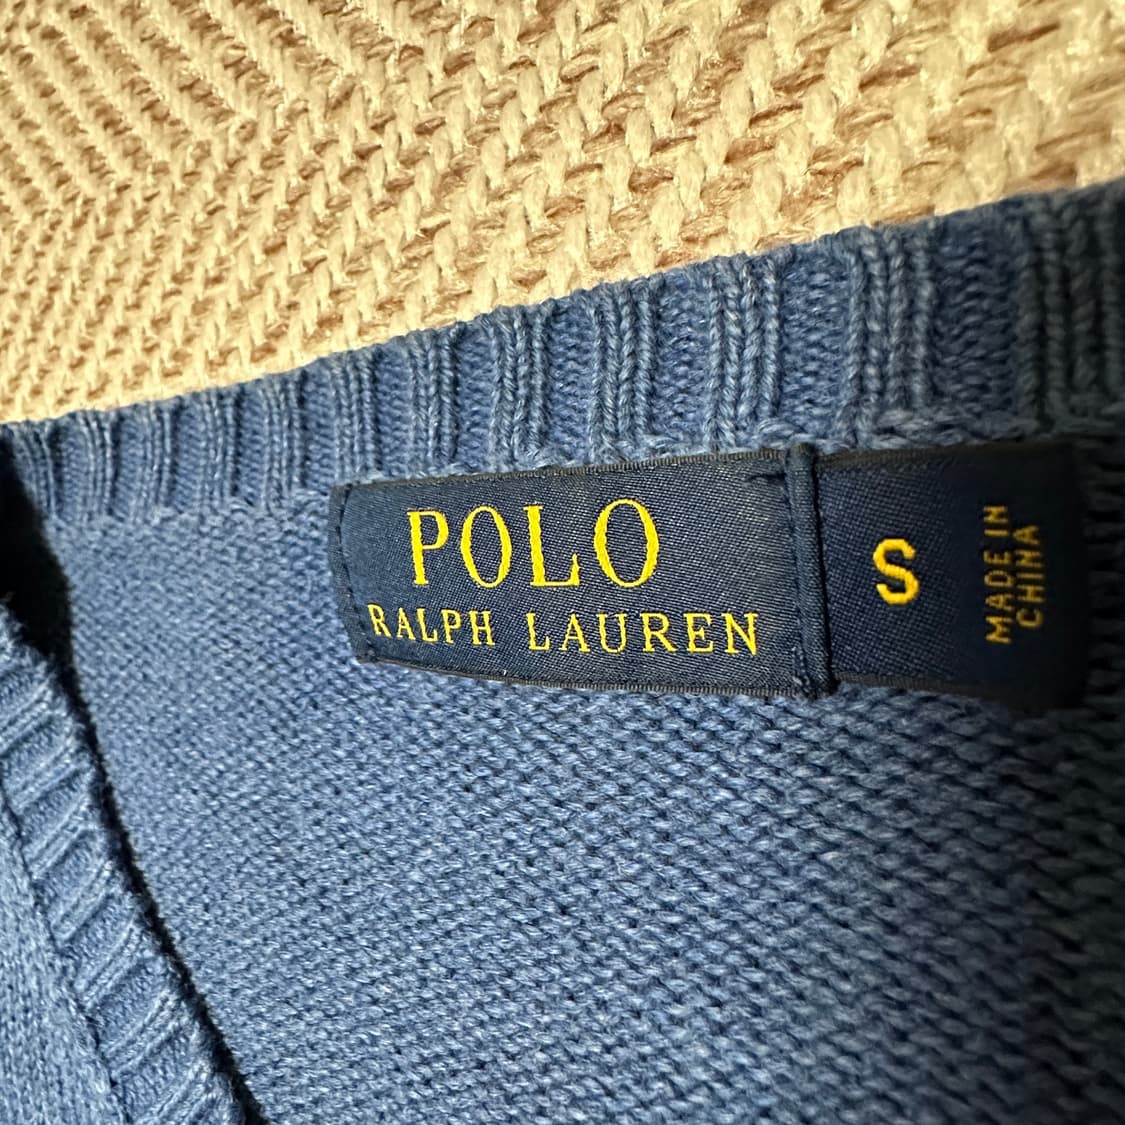 POLO
RALPH LAUREN
S
MADE IN
CHINA